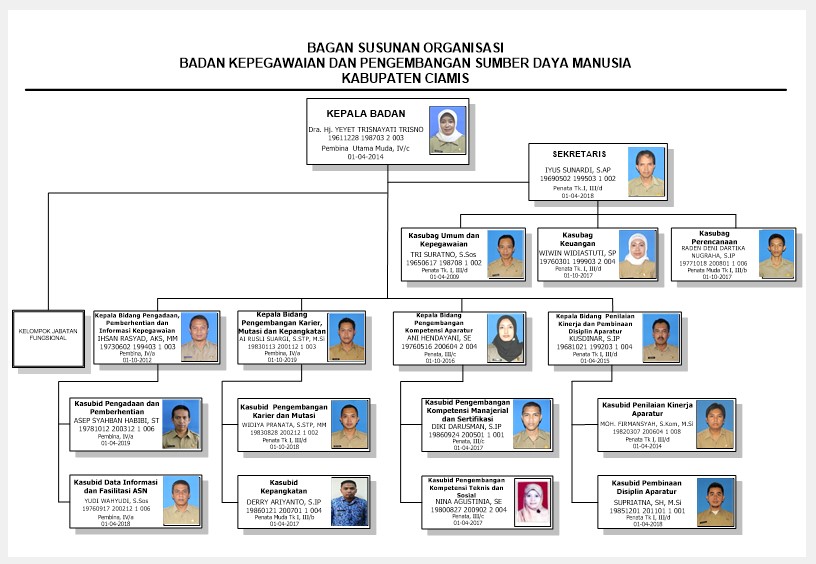 BAGAN SUSUNAN ORGANISASI
BADAN KEPEGAWAIAN DAN PENGEMBANGAN SUMBER DAYA MANUSIA
KABUPATEN CIAMIS
KEPALA BADAN
Dra. Hj. YEYET TRISNAYATI TRISNO
19611228 198703 2 003
Pembina Utama Muda, IV/c
01-04-2014
SEKRETARIS
IYUS SUNARDI, S.AP
19690502 199503 1 002
Penata Tk.I, III/d
01-04-2018
Kasubag Umum dan
Kepegawaian
TRI SURATNO, S.Sos
19650617 198708 1 002
Penata Tk, I, III/d
01-04-2009
Kasubag
Keuangan
WIWIN WIDIASTUTI, SP
19760301 199903 2 004
Penata Tk I, III/d
01-10-2017
Kasubag
Perencanaan
RADEN DENI DARTIKA
NUGRAHA, S.IP
19771018 200801 1 006
Penata Muda Tk I, III/b
01-10-2017
KELOMPOK JABATAN
FUNGSIONAL
Kepala Bidang Pengadaan,
Pemberhentian dan
Informasi Kepegawaian
IHSAN RASYAD, AKS, MM
19730602 199403 1 003
Pembina, IV/a
01-10-2012
Kepala Bidang
Pengembangan Karier,
Mutasi dan Kepangkatan
AI RUSLI SUARGI, S.STP, M.Si
19830113 200112 1 003
Pembina, IV/a
01-10-2019
Kepala Bidang
Pengembangan
Kompetensi Aparatur
ANI HENDAYANI, SE
19760516 200604 2 004
Penata, III/c
01-10-2016
Kepala Bidang Penilaian
Kinerja dan Pembinaan
Disiplin Aparatur
KUSDINAR, S.IP
19681021 199203 1 004
Penata Tk I, III/d
01-04-2015
Kasubid Pengadaan dan
Pemberhentian
ASEP SYAHBAN HABIBI, ST
19781012 200312 1 006
Pembina, IV/a
01-04-2019
Kasubid Pengembangan
Karier dan Mutasi
WIDIYA PRANATA, S.STP, MM
19830828 200212 1 002
Penata Tk I, III/d
01-10-2018
Kasubid Pengembangan
Kompetensi Manajerial
dan Sertifikasi
DIKI DARUSMAN, S.IP
19860924 200501 1 001
Penata, III/c
01-04-2017
Kasubid Penilaian Kinerja
Aparatur
MOH. FIRMANSYAH, S.Kom, M.Si
19820307 200604 1 008
Penata Tk I, III/d
01-04-2014
Kasubid Data Informasi
dan Fasilitasi ASN
YUDI WAHYUDI, S.Sos
19760917 200212 1 006
Pembina, IV/a
01-04-2018
Kasubid
Kepangkatan
DERRY ARIYANTO, S.IP
19860121 200701 1 004
Penata Muda Tk I, III/b
01-04-2017
Kasubid Pengembangan
Kompetensi Teknis dan
Sosial
NINA AGUSTINIA, SE
19800827 200902 2 004
Penata, III/c
01-04-2017
Kasubid Pembinaan
Disiplin Aparatur
SUPRIATNA, SH, M.Si
19851201 201101 1 001
Penata Tk I, III/d
01-04-2018